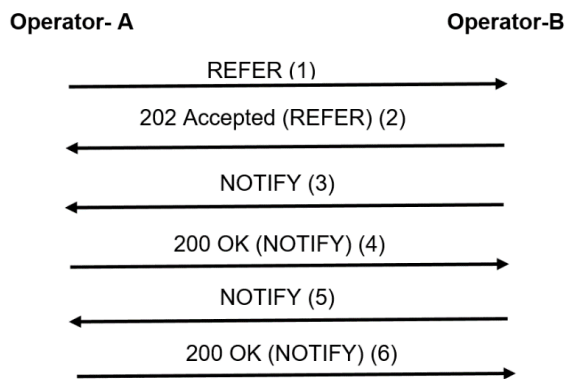 Operator- A
Operator-B
REFER (1)
202 Accepted (REFER) (2)
NOTIFY (3)
200 OK (NOTIFY) (4)
NOTIFY (5)
200 OK (NOTIFY) (6)